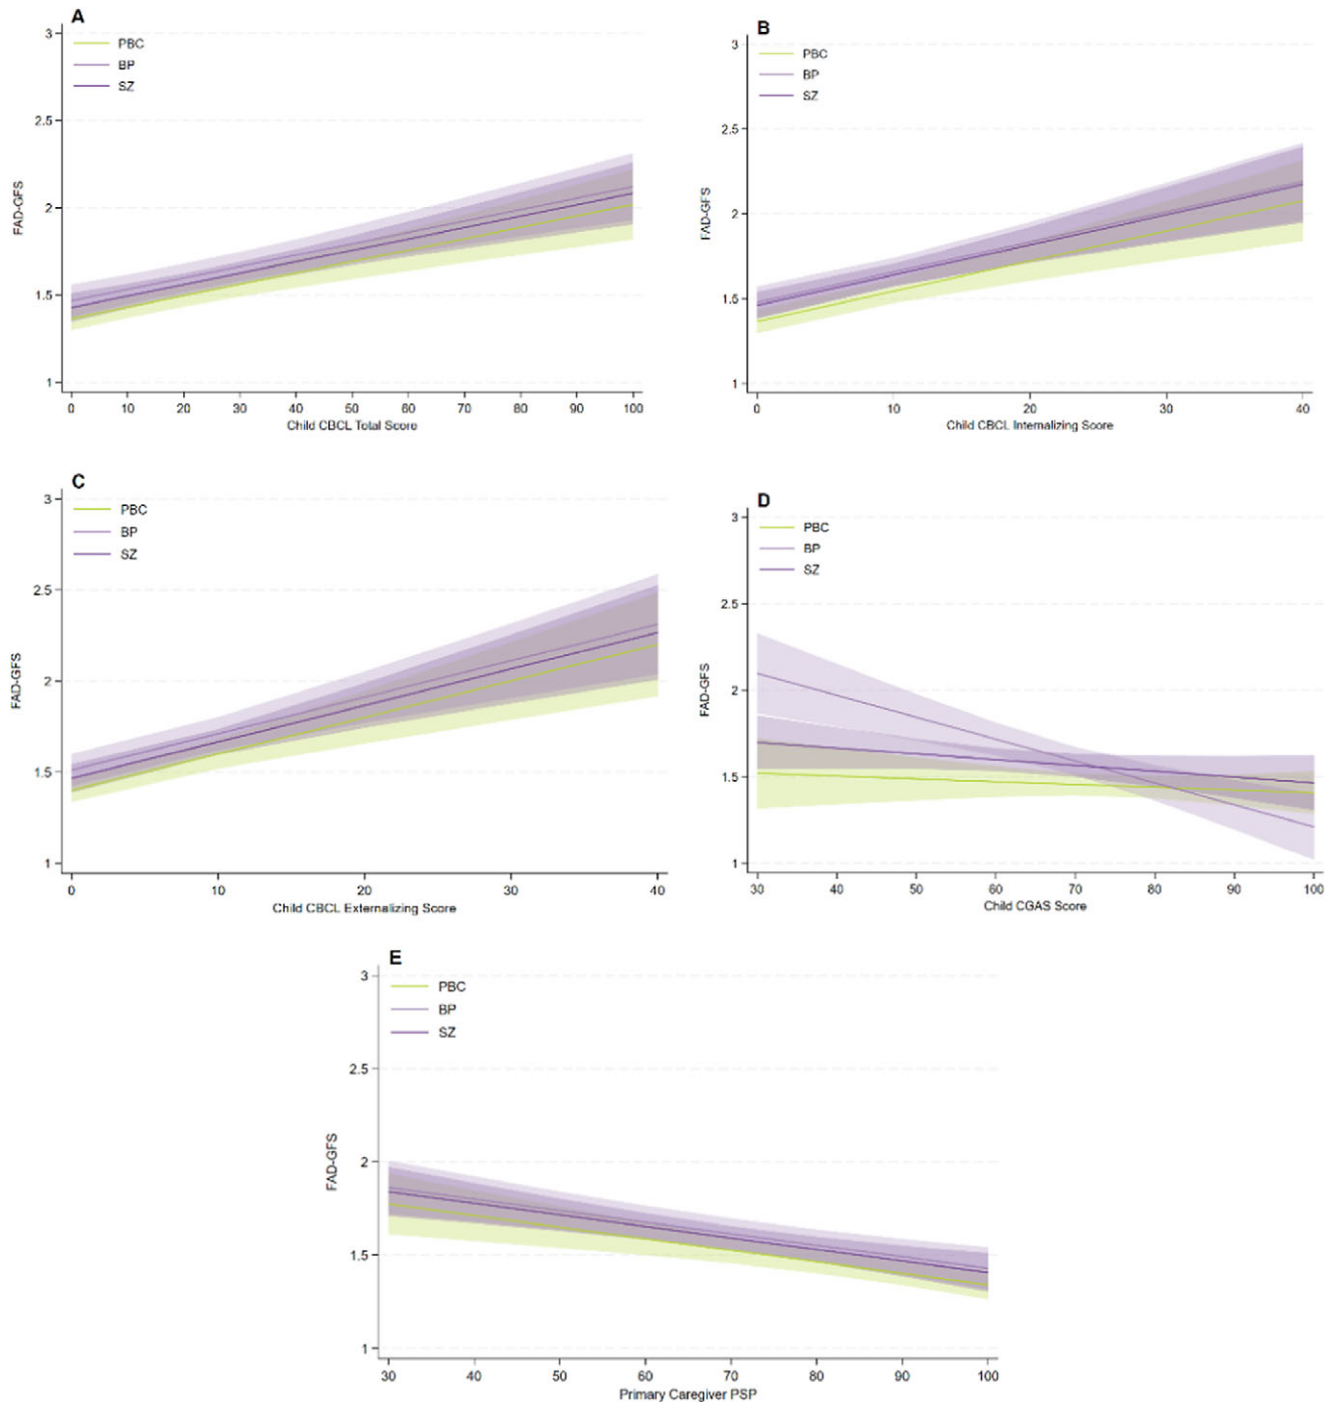 A
3
PBC
BP
SZ
2.5
FAD-GFS
2
1.5
1
0 10 20 30 40 50 60 70 80 90 100
Child CBCL Total Score
B
3
PBC
BP
SZ
2.5
FAD-GFS
2
1.5
1
0 10 20 30 40
Child CBCL Internalizing Score
C
3
PBC
BP
SZ
2.5
FAD-GFS
2
1.5
1
0 10 20 30 40
Child CBCL Externalizing Score
D
3
PBC
BP
SZ
2.5
FAD-GFS
2
1.5
1
30 40 50 60 70 80 90 100
Child CGAS Score
E
3
PBC
BP
SZ
2.5
FAD-GFS
2
1.5
1
30 40 50 60 70 80 90 100
Primary Caregiver PSP